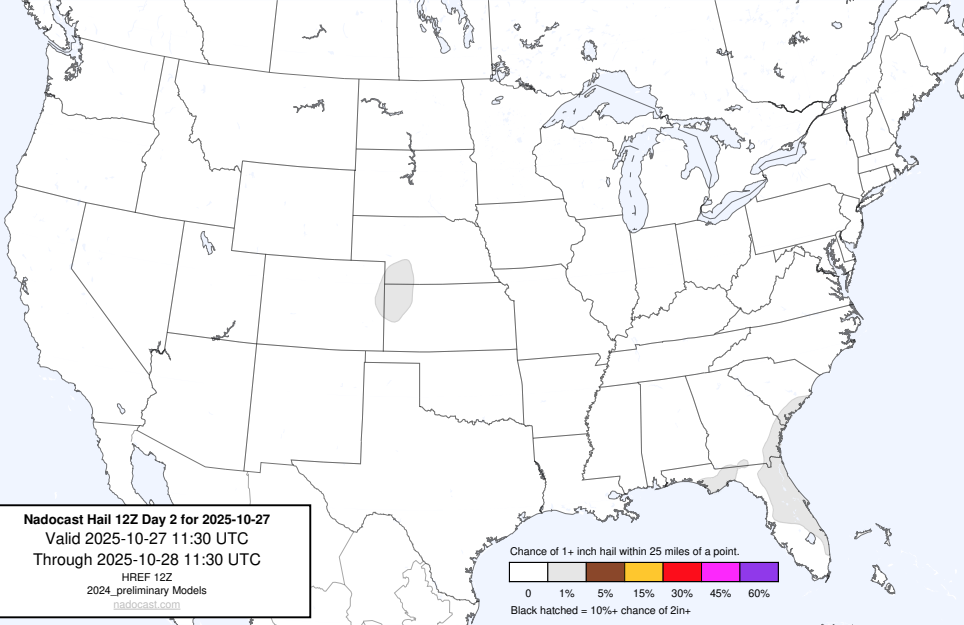 Nadocast Hail 12Z Day 2 for 2025-10-27
Valid 2025-10-27 11:30 UTC
Through 2025-10-28 11:30 UTC
HREF 12Z
2024_preliminary Models
nadocast.com
Chance of 1+ inch hail within 25 miles of a point.
0 1% 5% 15% 30% 45% 60%
Black hatched = 10%+ chance of 2in+